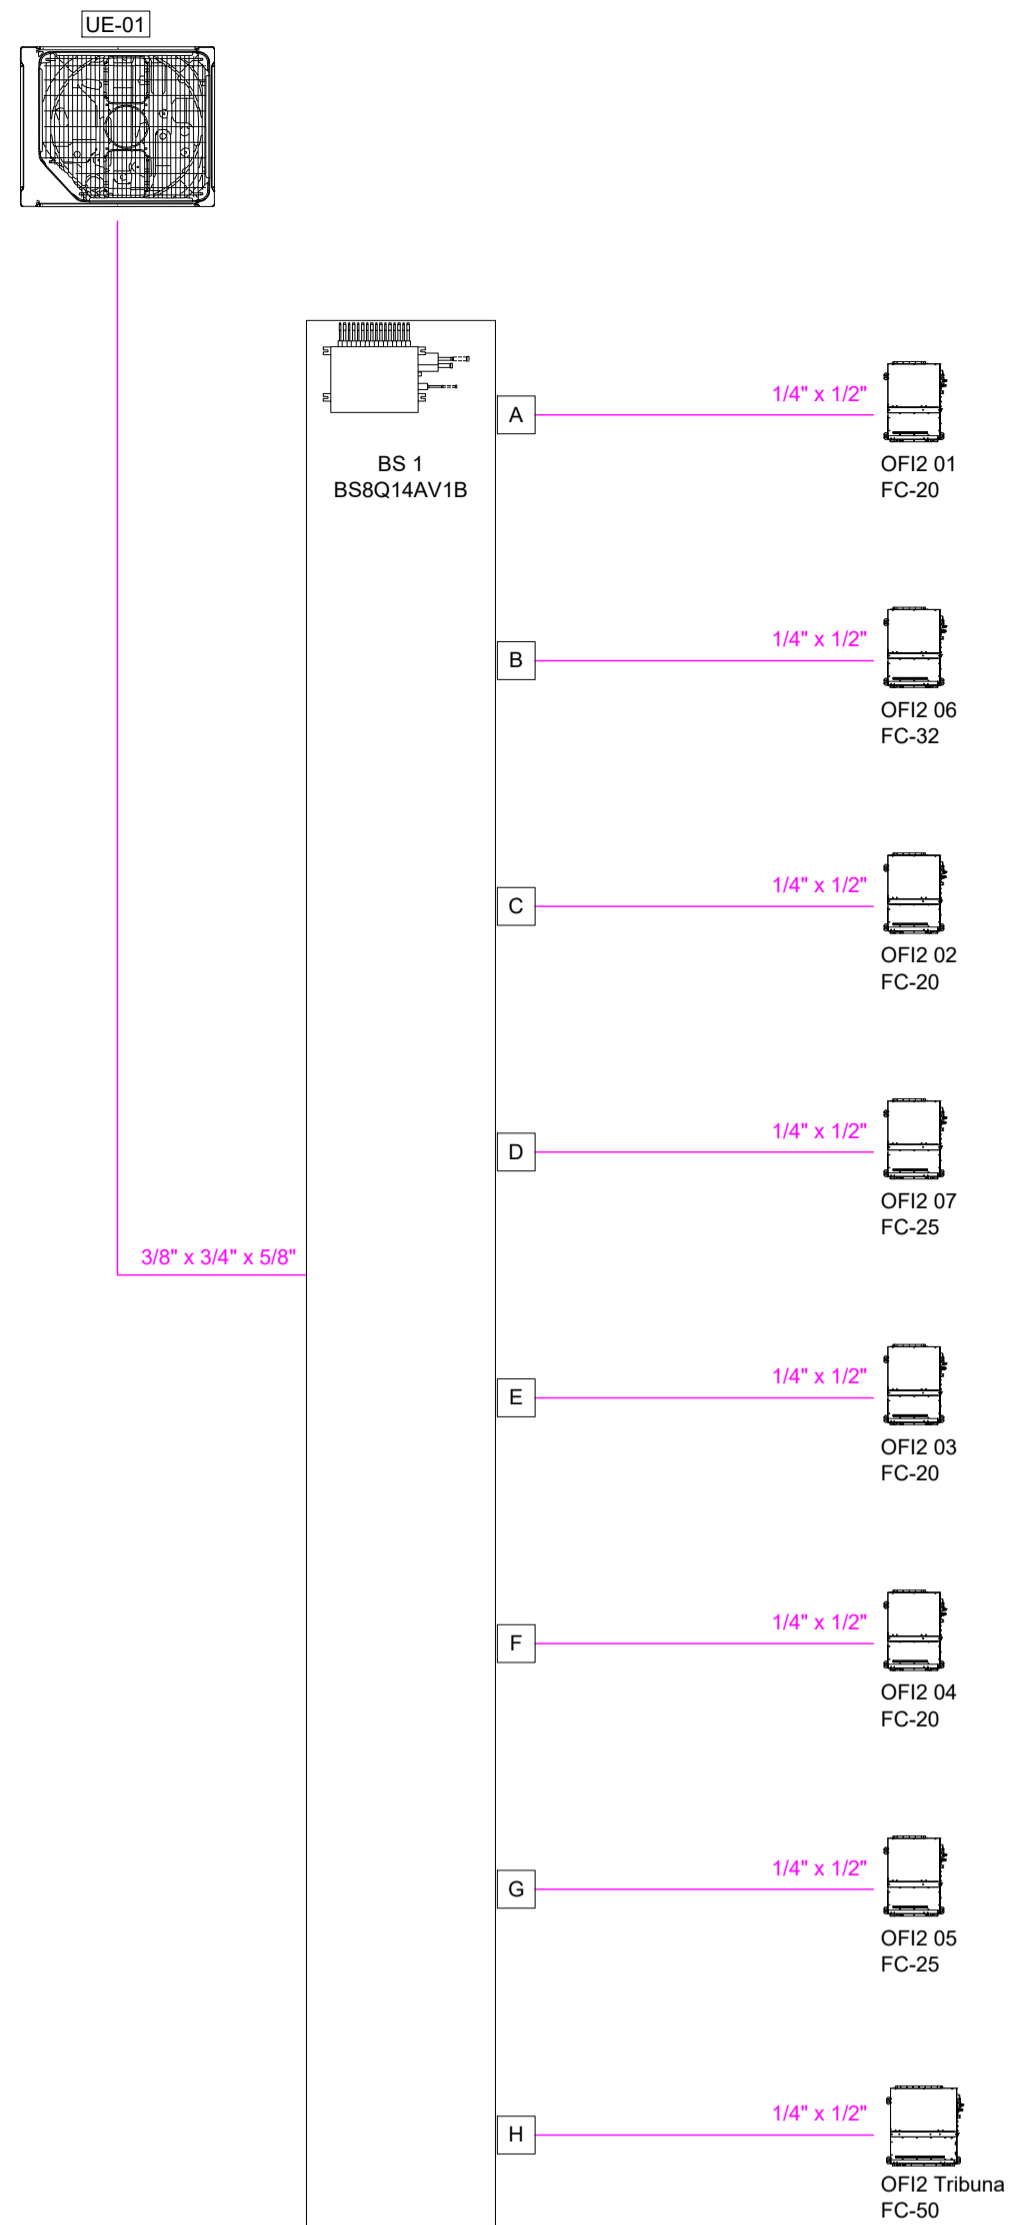 UE-01
BS 1
BS8Q14AV1B
A
1/4" x 1/2"
OFI2 01
FC-20
B
1/4" x 1/2"
OFI2 06
FC-32
C
1/4" x 1/2"
OFI2 02
FC-20
D
1/4" x 1/2"
OFI2 07
FC-25
3/8" x 3/4" x 5/8"
E
1/4" x 1/2"
OFI2 03
FC-20
F
1/4" x 1/2"
OFI2 04
FC-20
G
1/4" x 1/2"
OFI2 05
FC-25
H
1/4" x 1/2"
OFI2 Tribuna
FC-50